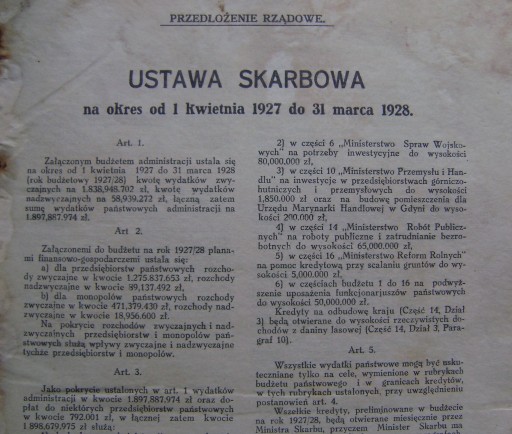 PRZEDŁOŻENIE RZĄDOWE.
USTAWA SKARBOWA
na okres od 1 kwietnia 1927 do 31 marca 1928.
Art. 1.
Załączonym budżetem administracji ustala się
na okres od 1 kwietnia 1927 do 31 marca 1928
(rok budżetowy 1927/28) kwotę wydatków zwy-
czajnych na 1.838,948.702 zł, kwotę wydatków
nadzwyczajnych na 58,939.272 zł, łączną zatem
sumę wydatków państwowych administracji na
1.897,887.974 zł.
Art. 2.
Załączonemi do budżetu na rok 1927/28 plana-
mi finansowo-gospodarczemi ustala się:
a) dla przedsiębiorstw państwowych rozcho-
dy zwyczajne w kwocie 1.275,837.653 zł, rozchody
nadzwyczajne w kwocie 89,137.492 zł,
b) dla monopolów państwowych rozchody
zwyczajne w kwocie 471,379.430 zł, rozchody nad-
zwyczajne w kwocie 18,956.600 zł.
Na pokrycie rozchodów zwyczajnych i nad-
zwyczajnych przedsiębiorstw i monopolów pań-
stwowych służą wpływy zwyczajne i nadzwyczajne
tychże przedsiębiorstw i monopolów.
Art. 3.
Jako pokrycie ustalonych w art. 1 wydatków
administracji w kwocie 1.897,887.974 zł oraz do-
płat do niektórych przedsiębiorstw państwowych
w kwocie 792.001 zł, w łącznej zatem kwocie
1.898,679.975 zł służą:
2) w części 6 „Ministerstwo Spraw Wojsko-
wych” na potrzeby inwestycyjne do wysokości
80,000.000 zł,
3) w części 10 „Ministerstwo Przemysłu i Han-
dlu” na inwestycje w przedsiębiorstwach górniczo-
hutniczych i przemysłowych do wysokości
1,850.000 zł oraz na budowę pomieszczenia dla
Urzędu Marynarki Handlowej w Gdyni do wyso-
kości 200.000 zł,
4) w części 14 „Ministerstwo Robót Publicz-
nych” na roboty publiczne i zatrudnianie bezro-
botnych do wysokości 65,000.000 zł,
5) w części 16 „Ministerstwo Reform Rolnych”
na pomoc kredytową przy scalaniu gruntów do wy-
sokości 5,000.000 zł,
6) w częściach budżetu 1 do 16 na podwyż-
szenie uposażenia funkcjonarjuszów państwowych
do wysokości 50,000.000 zł.
Kredyty na odbudowę kraju (Część 14, Dział
3) będą otwierane do wysokości rzeczywistych do-
chodów z daniny lasowej (Część 14, Dział 3, Para-
graf 10).
Art. 5.
Wszystkie wydatki państwowe mogą być usku-
teczniane tylko na cele, wymienione w rubrykach
budżetu państwowego i w granicach kredytów,
w tych rubrykach ustalonych, przy uwzględnieniu
postanowień art. 4.
Wszelkie kredyty, preliminowane w budżecie
na rok 1927/28, będą otwierane miesięcznie przez
Ministra Skarbu, przyczem Minister Skarbu ma